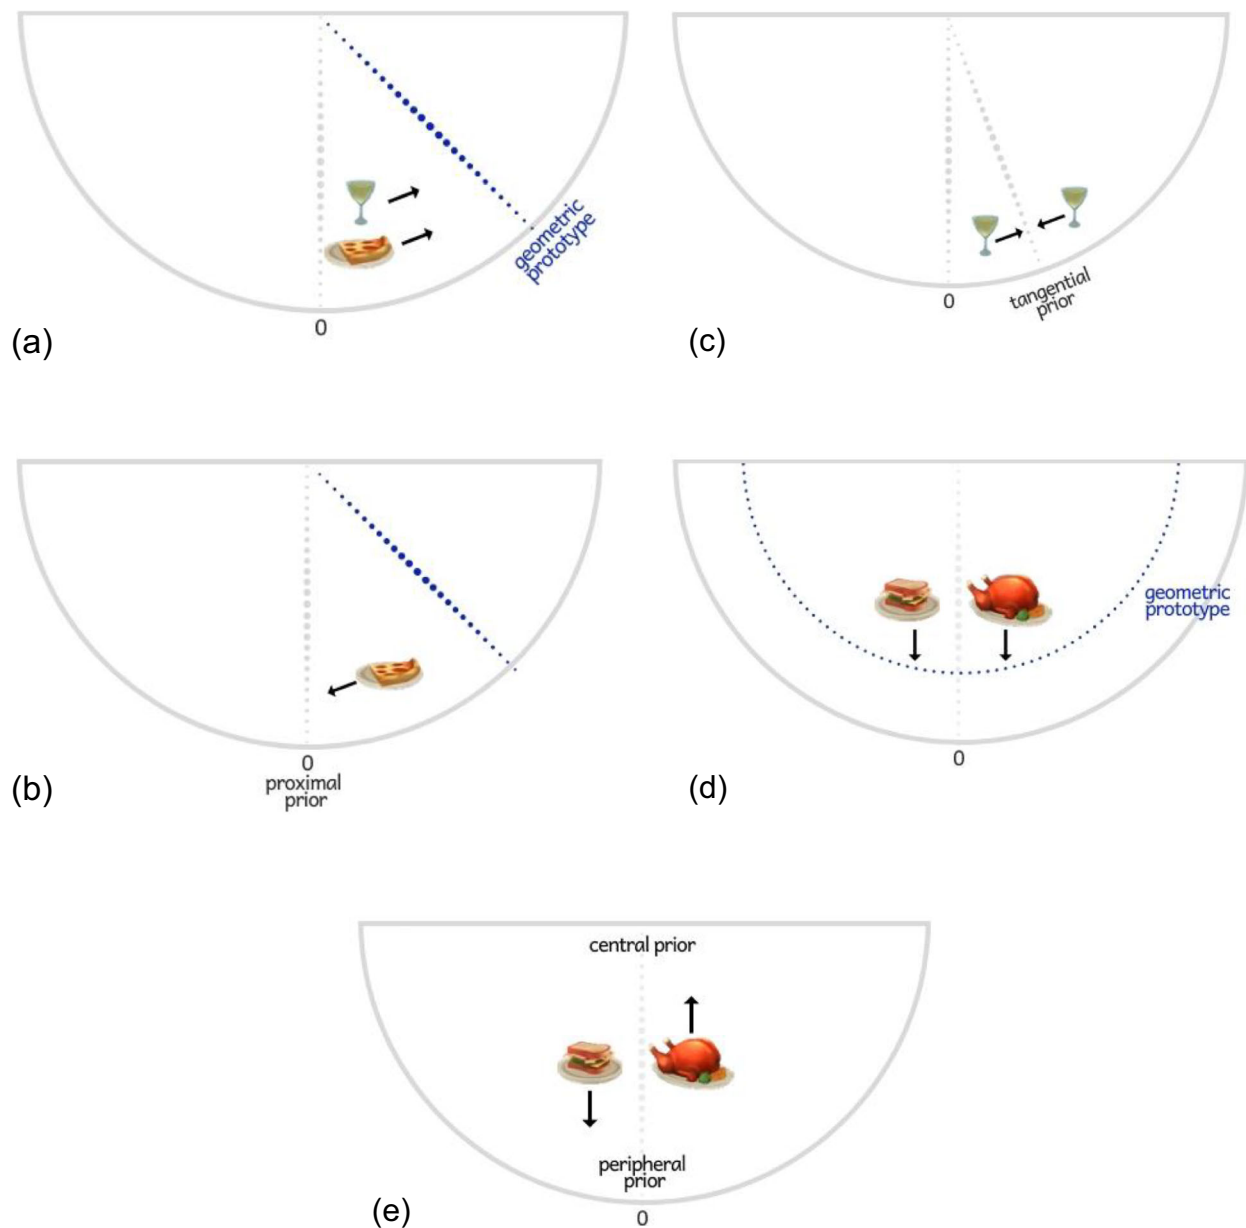 geometric
prototype
0
(a)
0
tangential
prior
(c)
0
proximal
prior
(b)
geometric
prototype
0
(d)
central prior
peripheral
prior
0
(e)